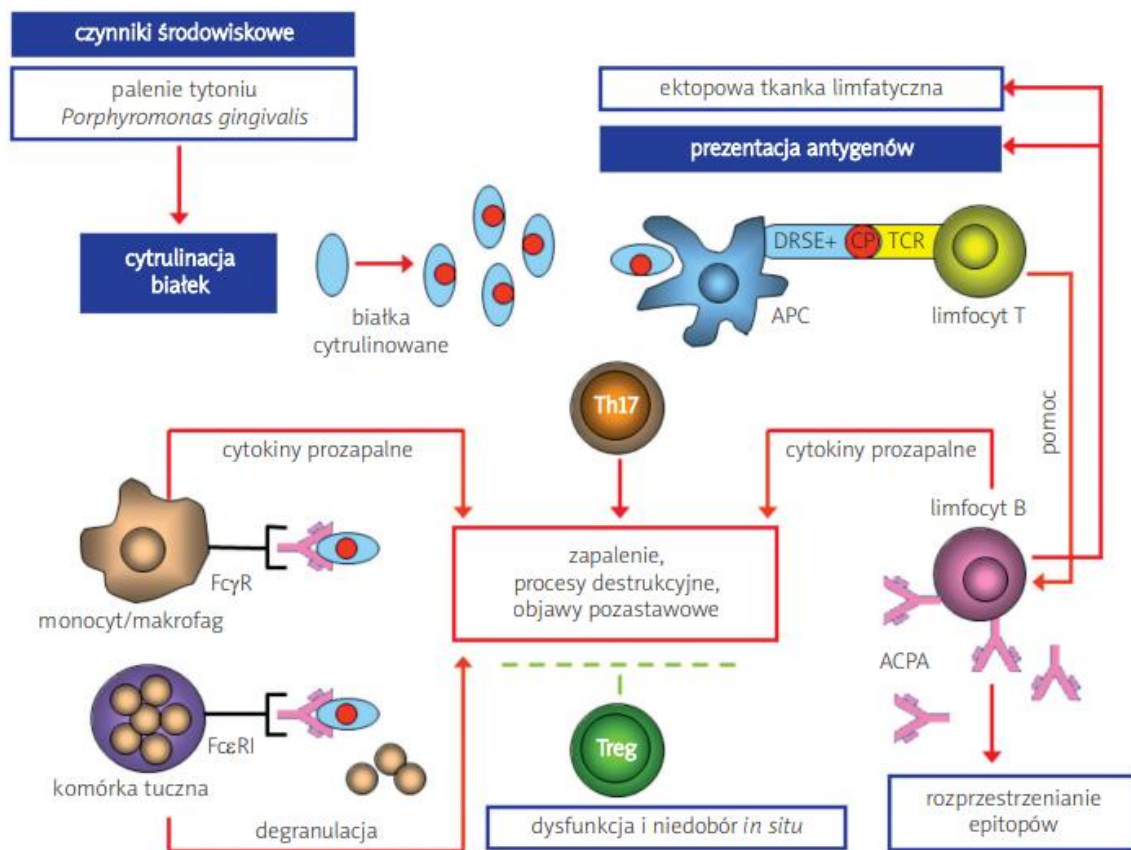 czynniki środowiskowe
palenie tytoniu
Porphyromonas gingivalis
ektopowa tkanka limfatyczna
prezentacja antygenów
cytrulinacja
białek
białka
cytrulinowane
DRSE+ CP TCR
APC
limfocyt T
Th17
pomoc
cytokiny prozapalne
cytokiny prozapalne
limfocyt B
FcγR
monocyt/makrofag
zapalenie,
procesy destrukcyjne,
objawy pozastawowe
ACPA
FcεRI
komórka tuczna
Treg
degranulacja
dysfunkcja i niedobór in situ
rozprzestrzenianie
epitopów